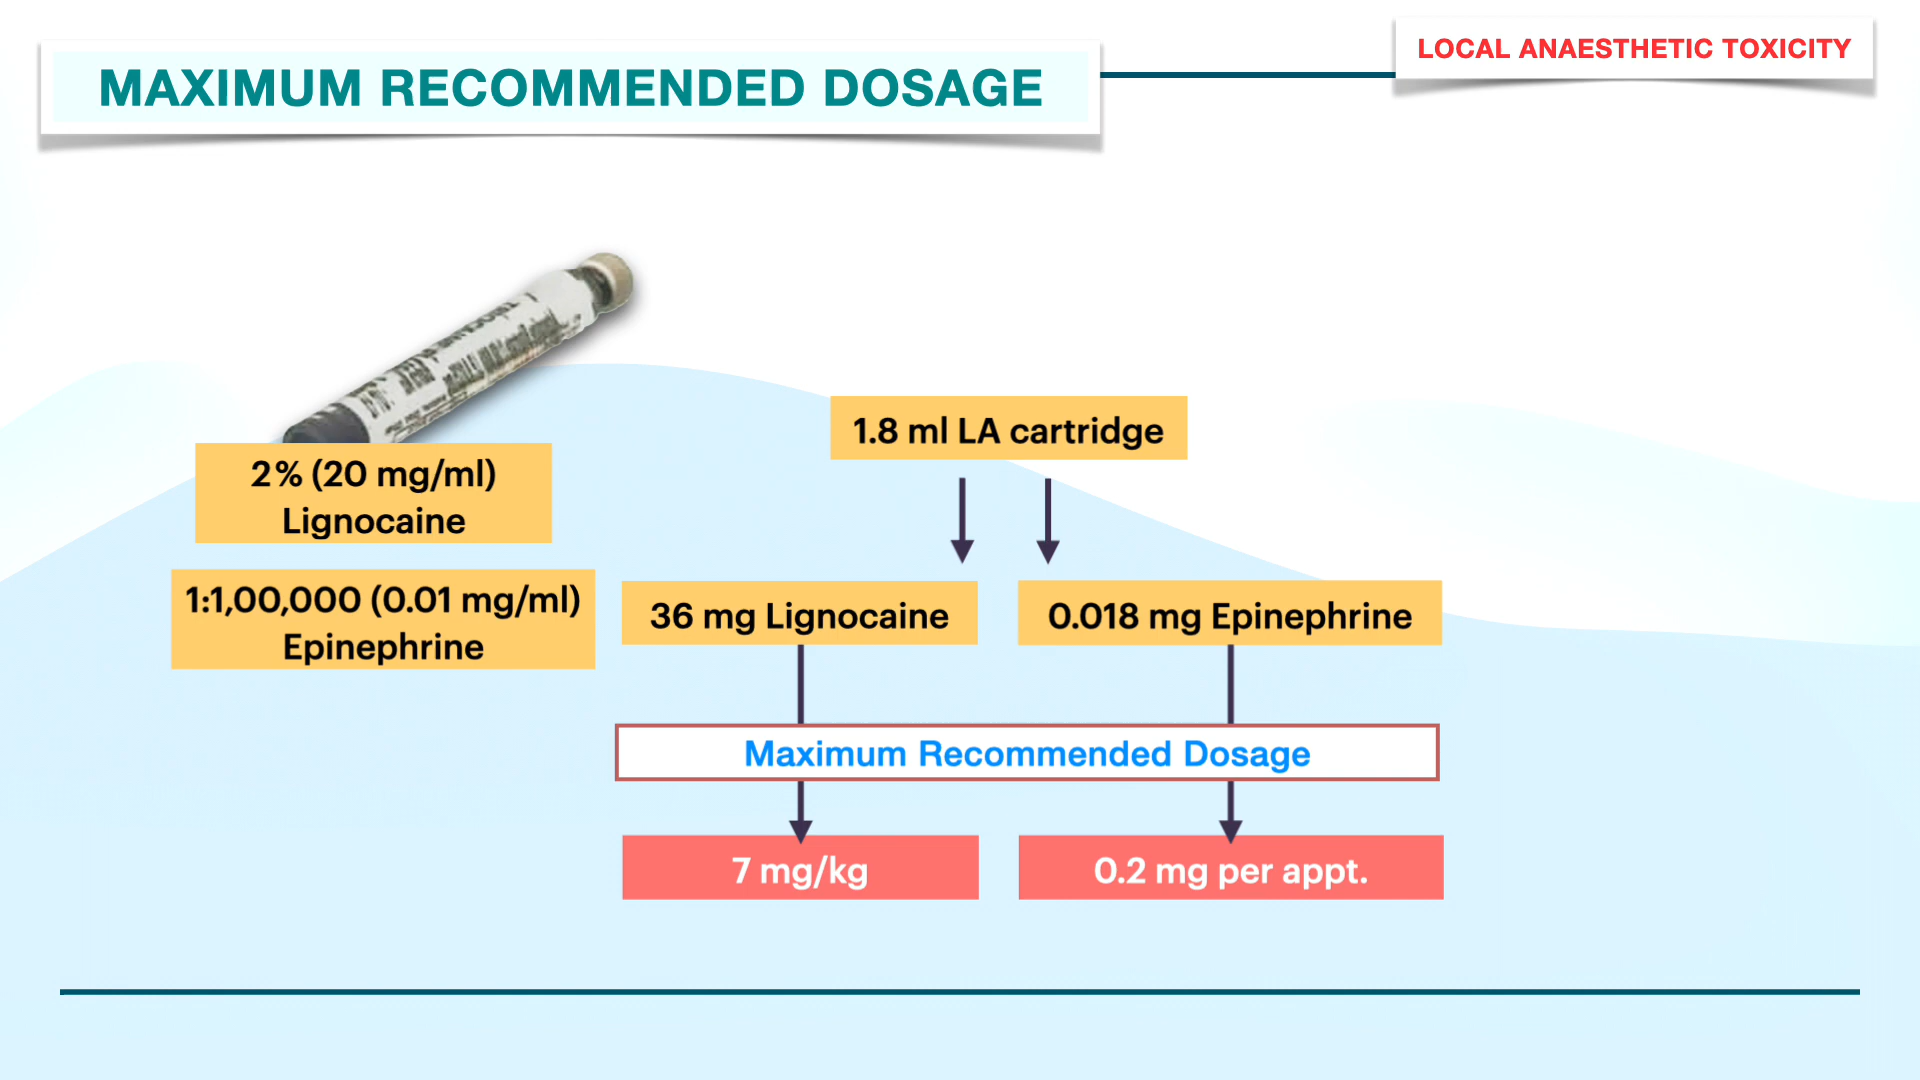 MAXIMUM RECOMMENDED DOSAGE
LOCAL ANAESTHETIC TOXICITY
1.8 ml LA cartridge
2% (20 mg/ml)
Lignocaine
1:1,00,000 (0.01 mg/ml)
Epinephrine
36 mg Lignocaine
0.018 mg Epinephrine
Maximum Recommended Dosage
7 mg/kg
0.2 mg per appt.